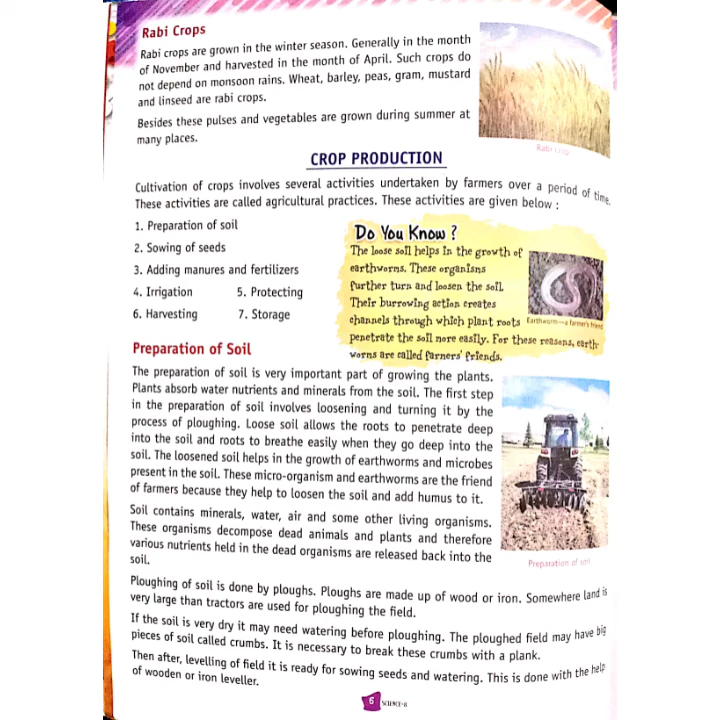 Rabi Crops
Rabi crops are grown in the winter season. Generally in the month
of November and harvested in the month of April. Such crops do
not depend on monsoon rains. Wheat, barley, peas, gram, mustard
and linseed are rabi crops.
Besides these pulses and vegetables are grown during summer at
many places.
Rabi Crop
CROP PRODUCTION
Cultivation of crops involves several activities undertaken by farmers over a period of time.
These activities are called agricultural practices. These activities are given below :
1. Preparation of soil
2. Sowing of seeds
3. Adding manures and fertilizers
4. Irrigation 5. Protecting
6. Harvesting 7. Storage
Do You Know ?
The loose soil helps in the growth of
earthworms. These organisns
further turn and loosen the soil.
Their burrowing action creates
channels through which plant roots
penetrate the soil more easily. For these reasons, earth-
worns are called farners' friends.
Earthworm—a farmer's friend
Preparation of Soil
The preparation of soil is very important part of growing the plants.
Plants absorb water nutrients and minerals from the soil. The first step
in the preparation of soil involves loosening and turning it by the
process of ploughing. Loose soil allows the roots to penetrate deep
into the soil and roots to breathe easily when they go deep into the
soil. The loosened soil helps in the growth of earthworms and microbes
present in the soil. These micro-organism and earthworms are the friend
of farmers because they help to loosen the soil and add humus to it.
Soil contains minerals, water, air and some other living organisms.
These organisms decompose dead animals and plants and therefore
various nutrients held in the dead organisms are released back into the
soil.
Preparation of soil
Ploughing of soil is done by ploughs. Ploughs are made up of wood or iron. Somewhere land is
very large than tractors are used for ploughing the field.
If the soil is very dry it may need watering before ploughing. The ploughed field may have big
pieces of soil called crumbs. It is necessary to break these crumbs with a plank.
Then after, levelling of field it is ready for sowing seeds and watering. This is done with the help
of wooden or iron leveller.
6 SCIENCE-8